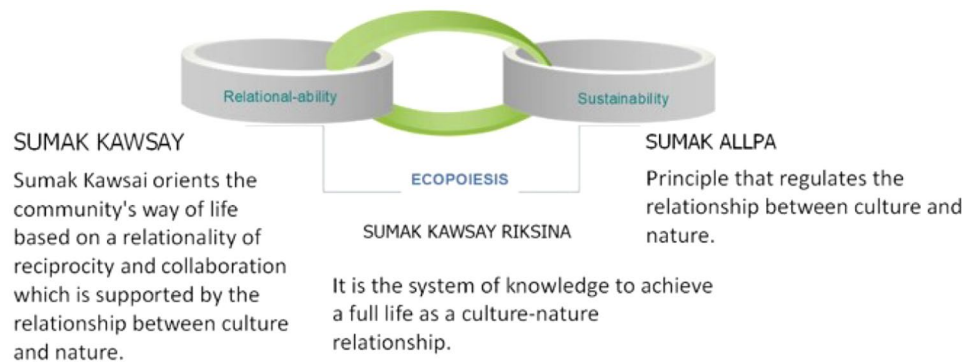 Relational-ability
Sustainability
SUMAK KAWSAY
Sumak Kawsai orients the
community's way of life
based on a relationality of
reciprocity and collaboration
which is supported by the
relationship between culture
and nature.
ECOPOIESIS
SUMAK KAWSAY RIKSINA
It is the system of knowledge to achieve
a full life as a culture-nature
relationship.
SUMAK ALLPA
Principle that regulates the
relationship between culture and
nature.